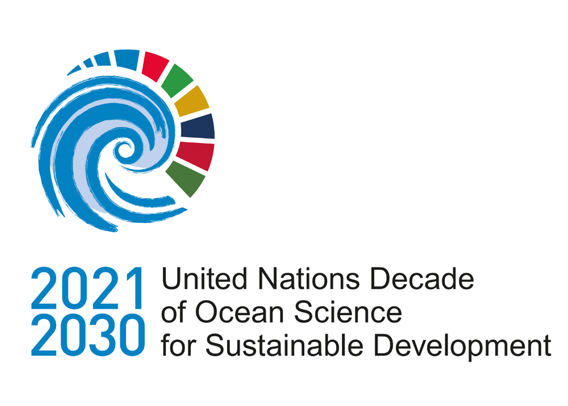 2021
2030
United Nations Decade
of Ocean Science
for Sustainable Development